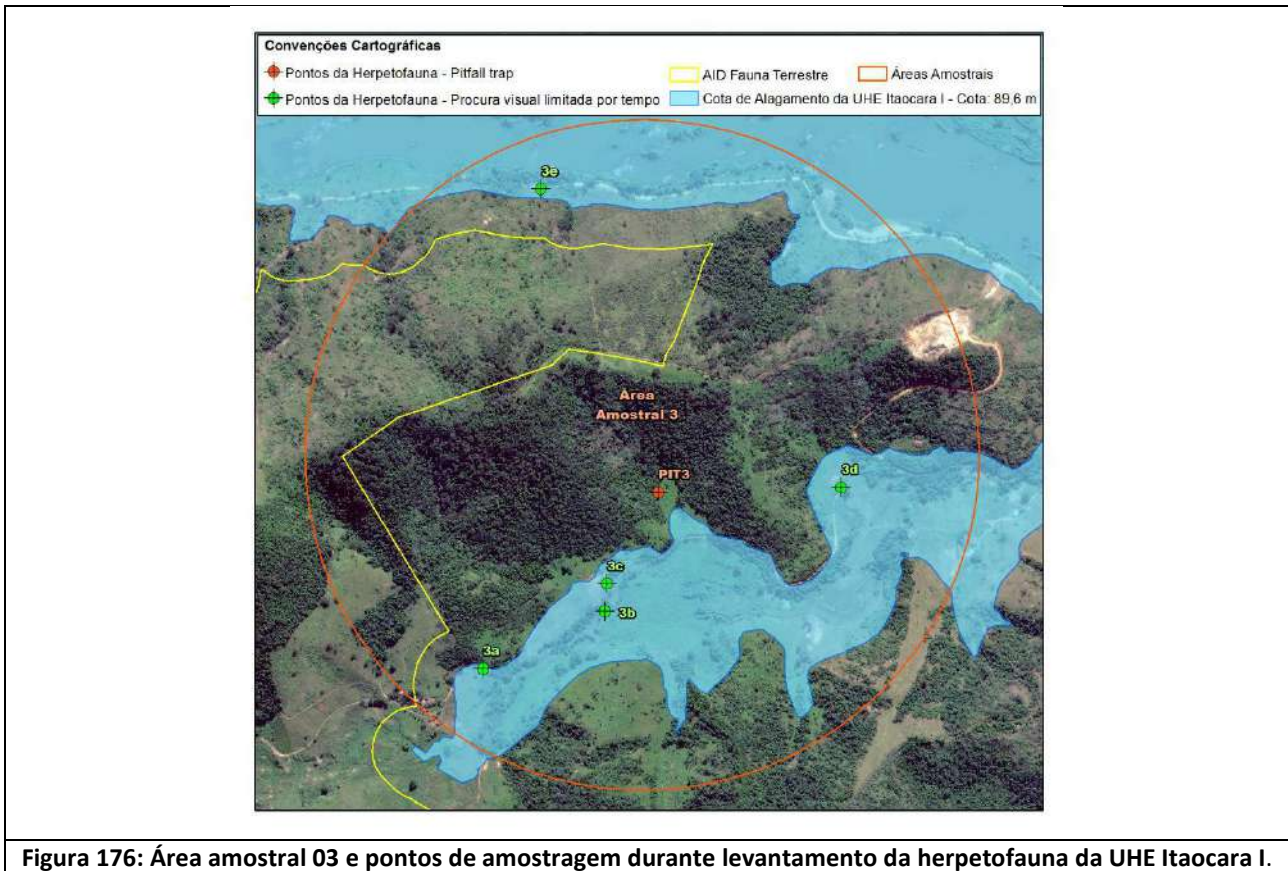 Convenções Cartográficas
Pontos da Herpetofauna - Pitfall trap
AID Fauna Terrestre
Áreas Amostrais
Pontos da Herpetofauna - Procura visual limitada por tempo
Cota de Alagamento da UHE Itaocara I - Cota: 89,6 m
3e
Área
Amostral 3
PIT3
3d
3c
3b
3a
Figura 176: Área amostral 03 e pontos de amostragem durante levantamento da herpetofauna da UHE Itaocara I.